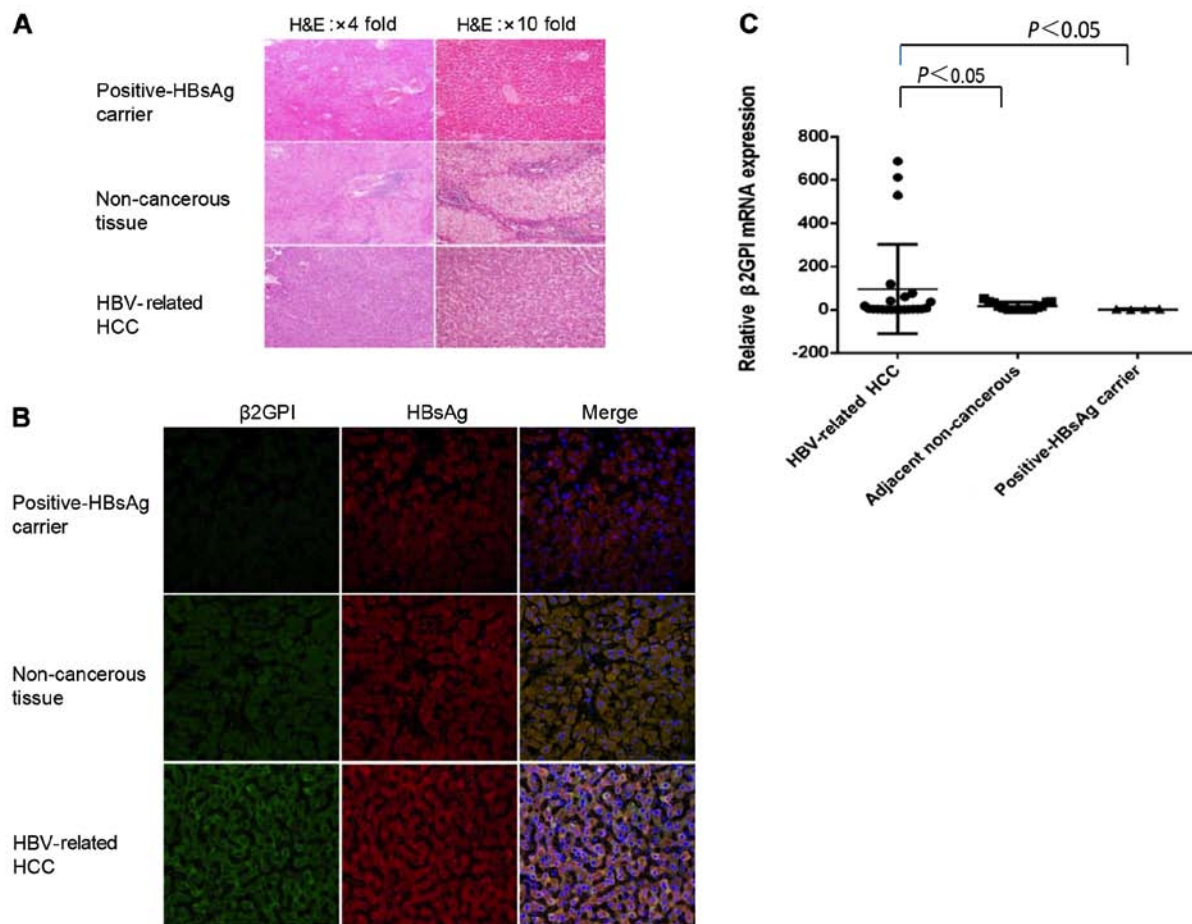 A
H&E :×4 fold
H&E :×10 fold
Positive-HBsAg
carrier
Non-cancerous
tissue
HBV-related
HCC
B
β2GPI
HBsAg
Merge
Positive-HBsAg
carrier
Non-cancerous
tissue
HBV-related
HCC
C
P<0.05
P<0.05
Relative β2GPI mRNA expression
800
600
400
200
0
-200
HBV-related HCC
Adjacent non-cancerous
Positive-HBsAg carrier